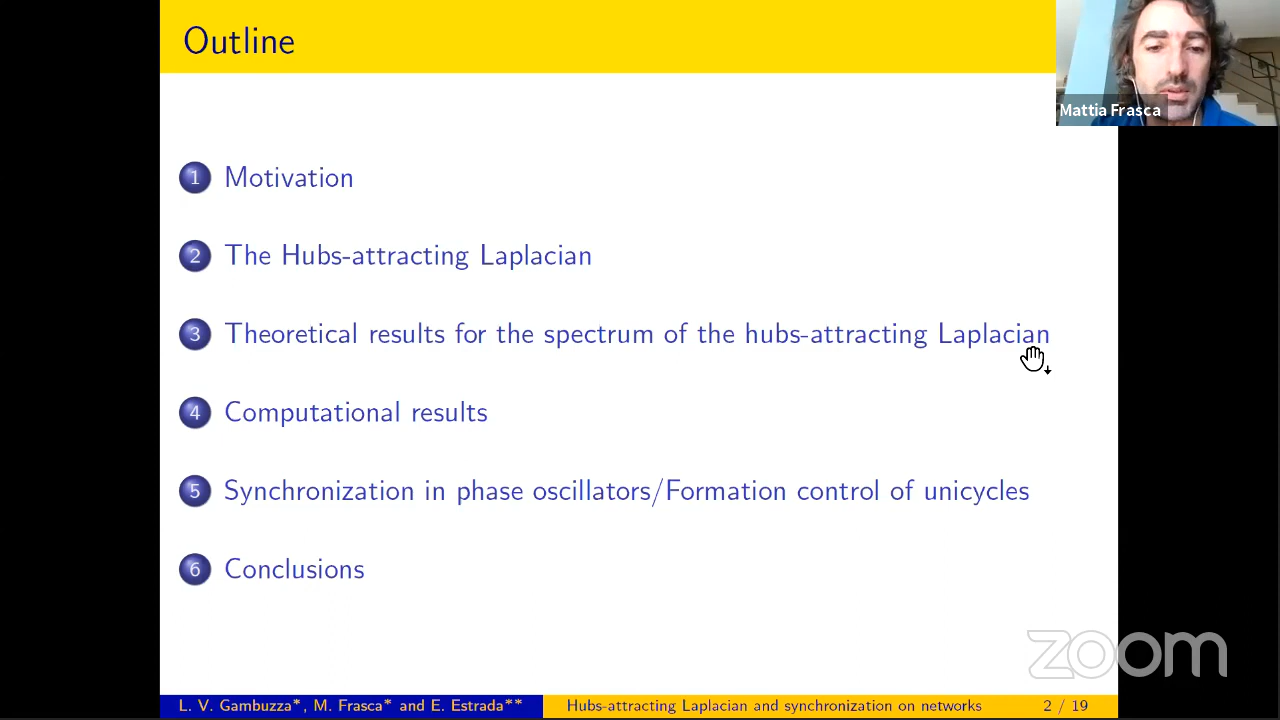 Outline
Mattia Frasca
1 Motivation
2 The Hubs-attracting Laplacian
3 Theoretical results for the spectrum of the hubs-attracting Laplacian
4 Computational results
5 Synchronization in phase oscillators/Formation control of unicycles
6 Conclusions
zoom
L. V. Gambuzza*, M. Frasca* and E. Estrada** Hubs-attracting Laplacian and synchronization on networks 2 / 19